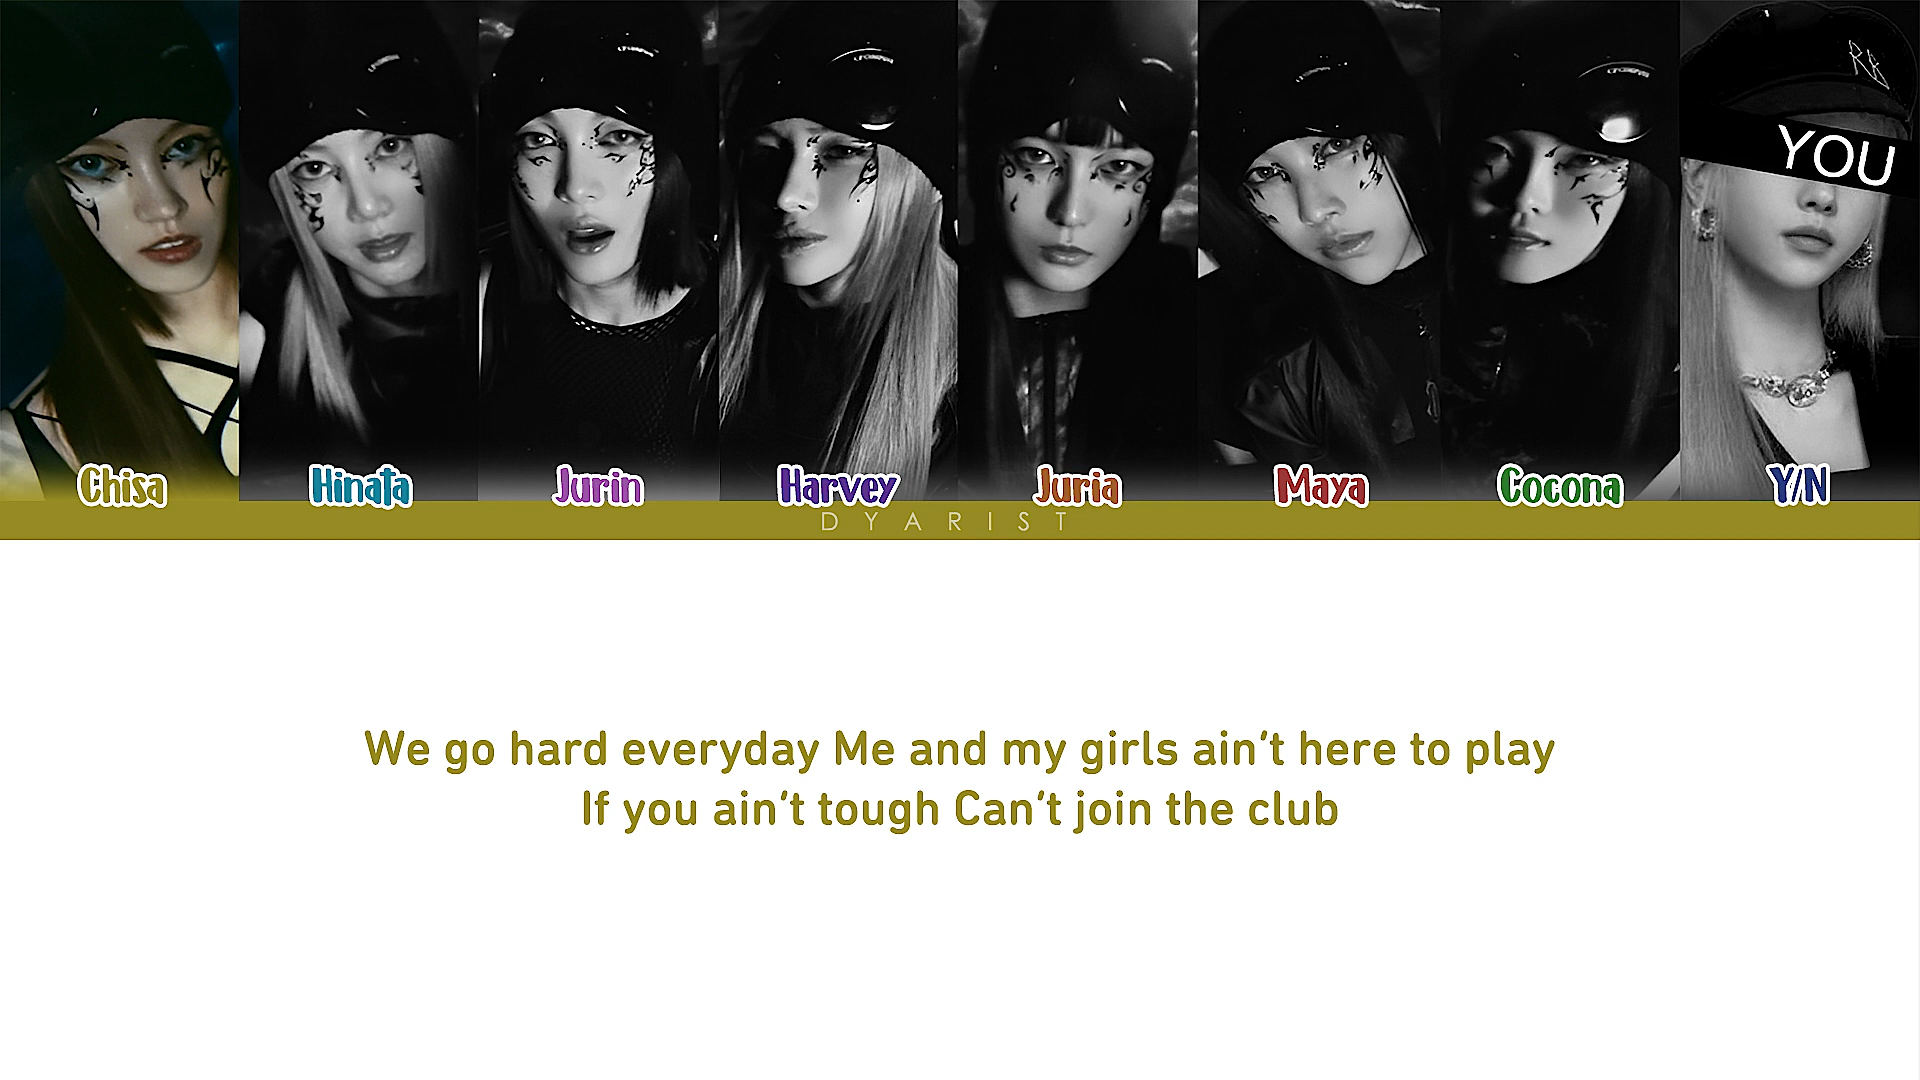 YOU
Chisa Hinata Jurin Harvey Juria Maya Cocona Y/N
DYARIST
We go hard everyday Me and my girls ain’t here to play
If you ain’t tough Can’t join the club